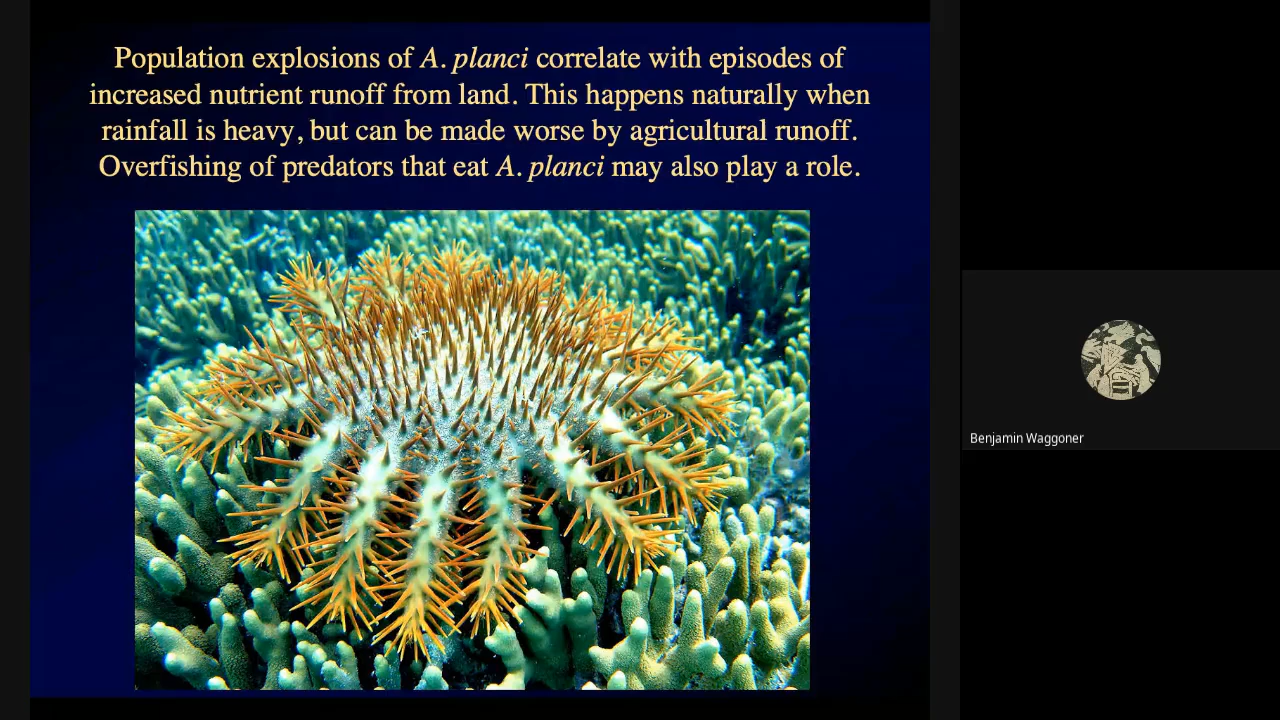 Population explosions of A. planci correlate with episodes of
increased nutrient runoff from land. This happens naturally when
rainfall is heavy, but can be made worse by agricultural runoff.
Overfishing of predators that eat A. planci may also play a role.
Benjamin Waggoner